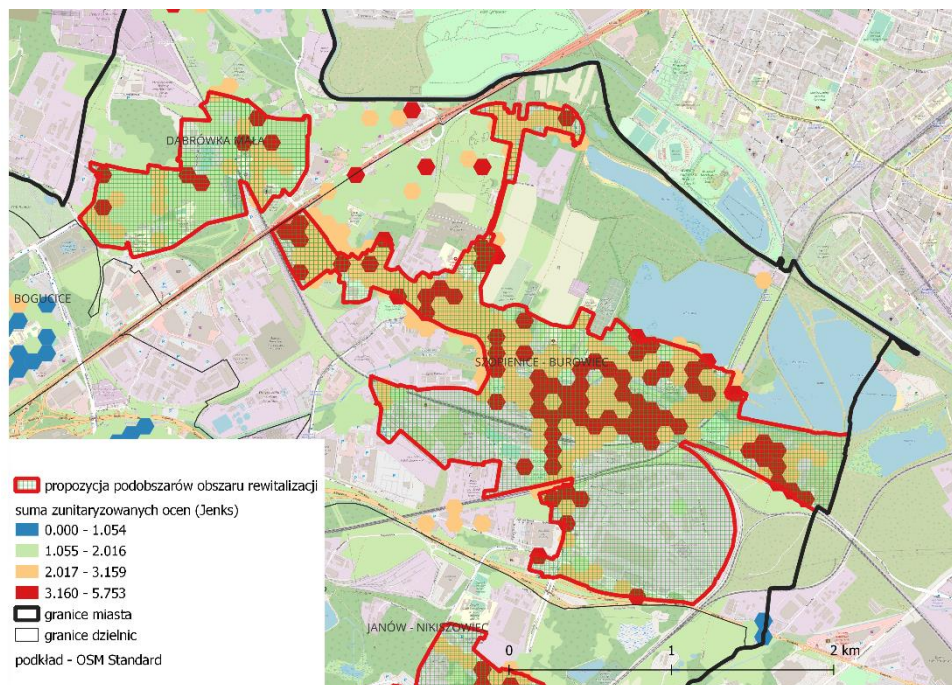 DĄBRÓWKA MAŁA
BOGUCICE
SZOPIENICE - BUROWIEC
JANÓW - NIKISZOWIEC
propozycja podobszarów obszaru rewitalizacji
suma zunitaryzowanych ocen (Jenks)
0.000 - 1.054
1.055 - 2.016
2.017 - 3.159
3.160 - 5.753
granice miasta
granice dzielnic
podkład - OSM Standard
0 1 2 km